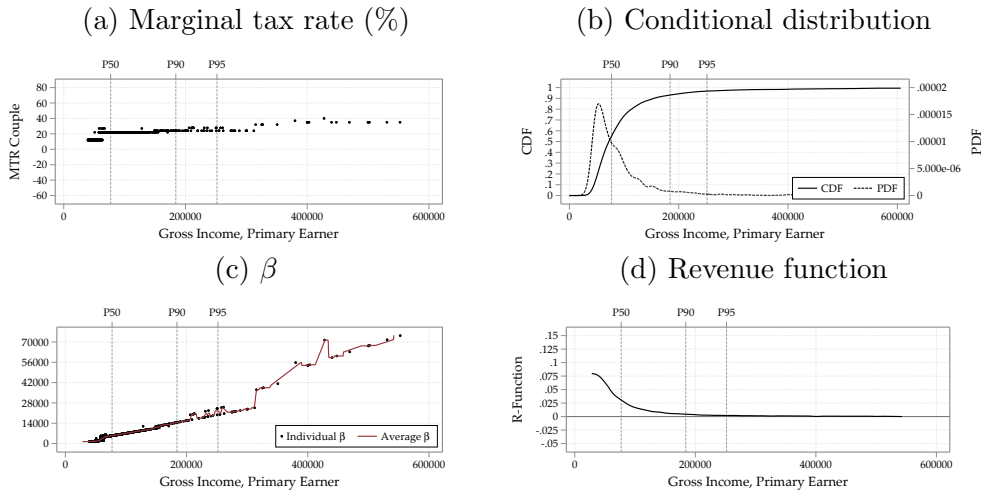 (a) Marginal tax rate (%)
P50 P90 P95
80
60
40
20
0
-20
-40
-60
MTR Couple
0 200000 400000 600000
Gross Income, Primary Earner
(b) Conditional distribution
P50 P90 P95
1
.9
.8
.7
.6
.5
.4
.3
.2
.1
0
CDF
.00002
.000015
.00001
5.000e-06
0
PDF
CDF PDF
0 200000 400000 600000
Gross Income, Primary Earner
(c) β
P50 P90 P95
70000
56000
42000
28000
14000
0
Individual β Average β
0 200000 400000 600000
Gross Income, Primary Earner
(d) Revenue function
P50 P90 P95
.15
.125
.1
.075
.05
.025
0
-.025
-.05
R-Function
0 200000 400000 600000
Gross Income, Primary Earner